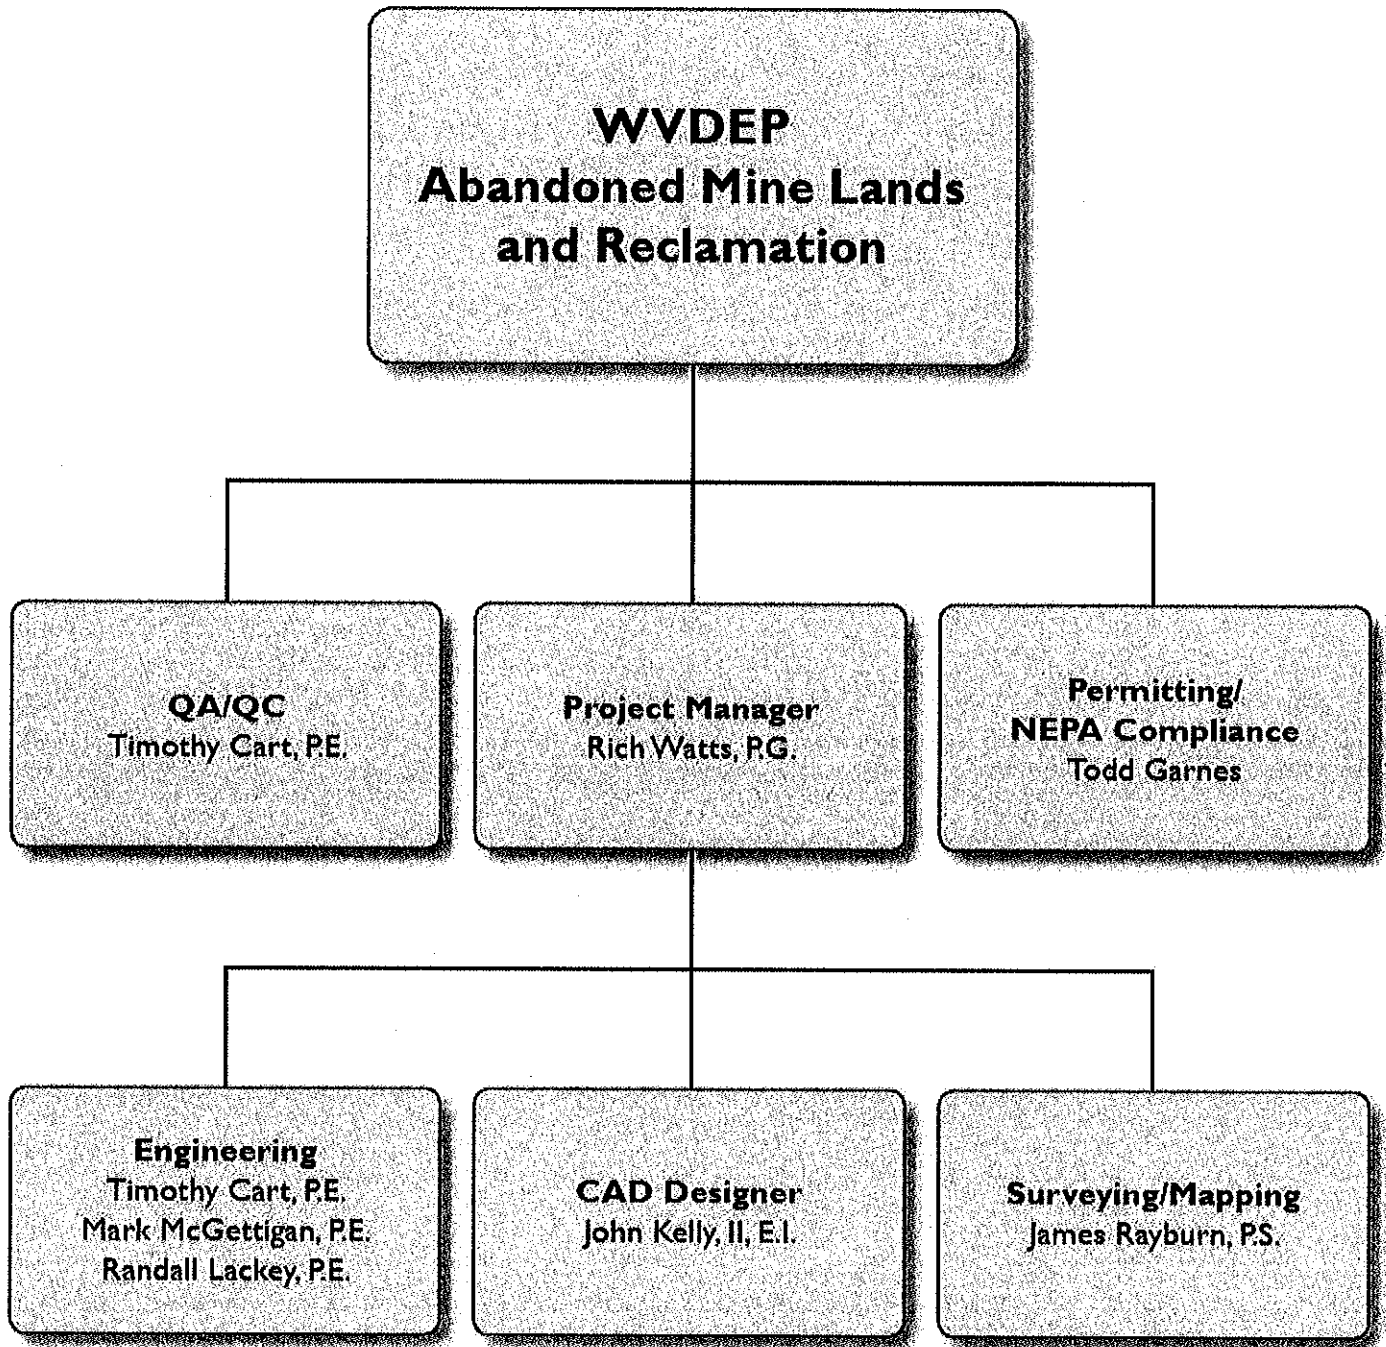 WVDEP
Abandoned Mine Lands
and Reclamation
QA/QC
Timothy Cart, P.E.
Project Manager
Rich Watts, P.G.
Permitting/
NEPA Compliance
Todd Garnes
Engineering
Timothy Cart, P.E.
Mark McGettigan, P.E.
Randall Lackey, P.E.
CAD Designer
John Kelly, II, E.I.
Surveying/Mapping
James Rayburn, P.S.